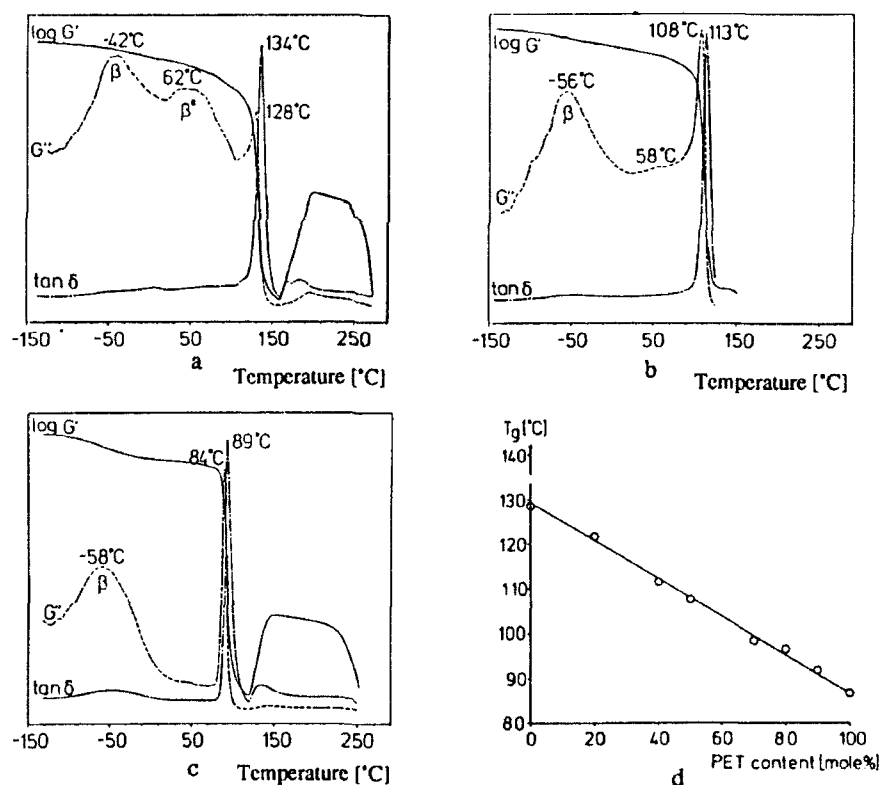 log G'
-42°C
β
62°C
β*
134°C
128°C
G"
tan δ
-150
-50
50
150
250
a
Temperature [°C]
log G'
108°C
113°C
-56°C
β
58°C
G"
tan δ
-150
-50
50
150
250
b
Temperature [°C]
log G'
84°C
89°C
-58°C
β
G"
tan δ
-150
-50
50
150
250
c
Temperature [°C]
Tg [°C]
140
130
120
110
100
90
80
0
20
40
60
80
100
PET content [mole%]
d